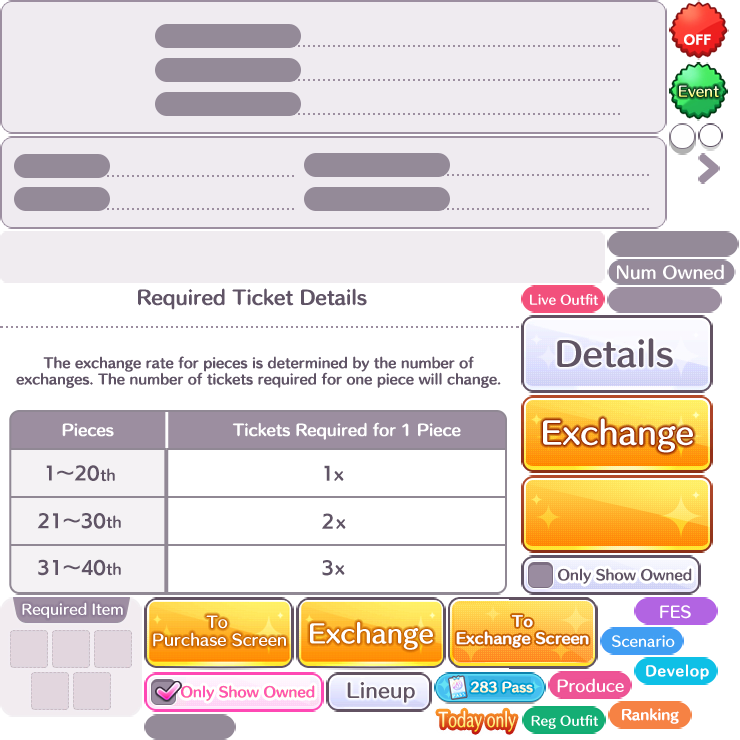 OFF
Event
Num Owned
Required Ticket Details
Live Outfit
Details
The exchange rate for pieces is determined by the number of
exchanges. The number of tickets required for one piece will change.
Pieces
Tickets Required for 1 Piece
Exchange
1～20th
1x
21～30th
2x
31～40th
3x
Only Show Owned
Required Item
To
Purchase Screen
Exchange
To
Exchange Screen
FES
Scenario
Develop
Only Show Owned
Lineup
283 Pass
Produce
Today only
Reg Outfit
Ranking